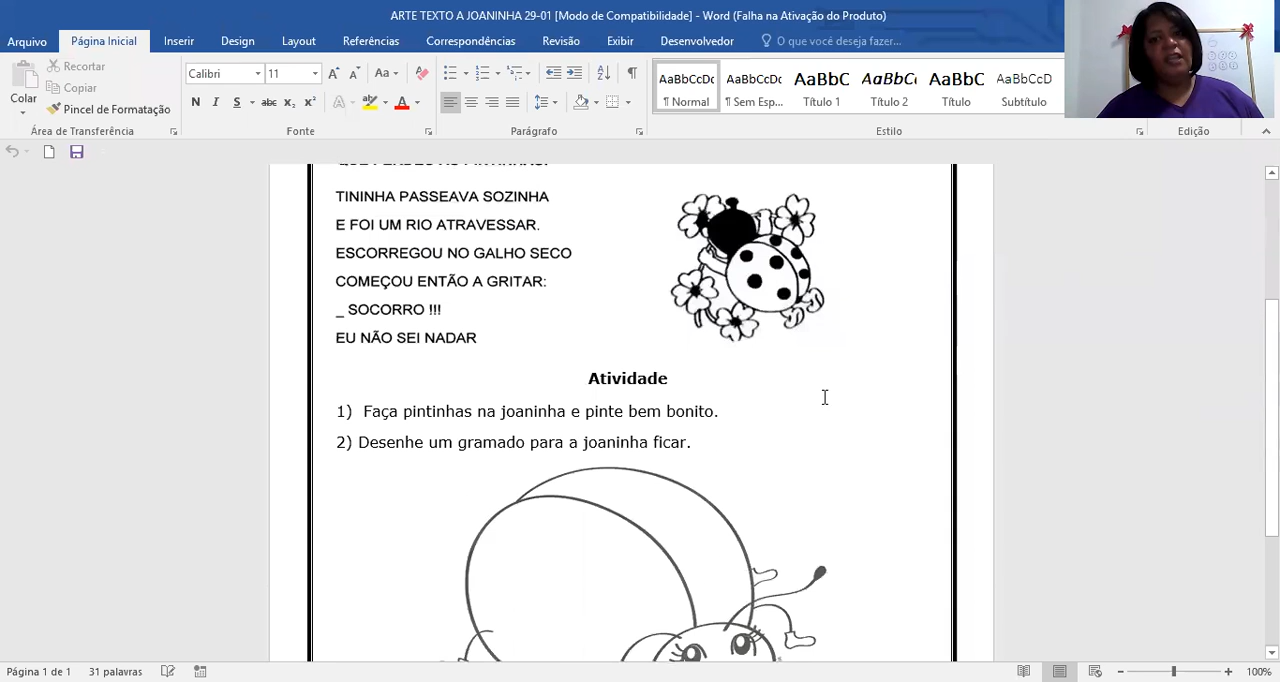 ARTE TEXTO A JOANINHA 29-01 [Modo de Compatibilidade] - Word (Falha na Ativação do Produto)
Arquivo Página Inicial Inserir Design Layout Referências Correspondências Revisão Exibir Desenvolvedor O que você deseja fazer...
Colar
Recortar
Copiar
Pincel de Formatação
Calibri 11
Aa
N I S abc x₂ x² A A
AaBbCcDc AaBbCcDc AaBbC AaBbCc AaBbC AaBbCcD
¶ Normal ¶ Sem Esp... Título 1 Título 2 Título Subtítulo
Área de Transferência Fonte Parágrafo Estilo Edição
TININHA PASSEAVA SOZINHA
E FOI UM RIO ATRAVESSAR.
ESCORREGOU NO GALHO SECO
COMEÇOU ENTÃO A GRITAR:
_ SOCORRO !!!
EU NÃO SEI NADAR
Atividade
1) Faça pintinhas na joaninha e pinte bem bonito.
2) Desenhe um gramado para a joaninha ficar.
Página 1 de 1 31 palavras 100%